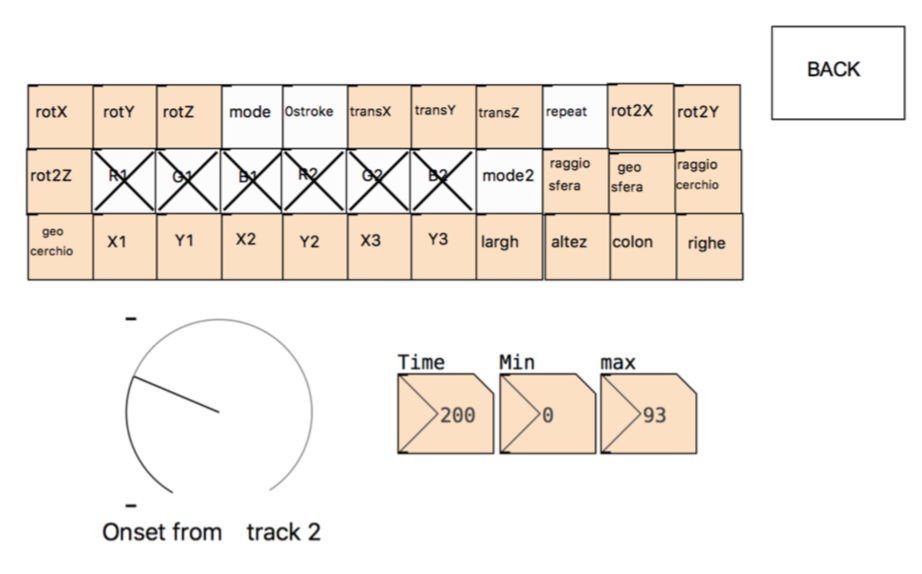 BACK
rotX rotY rotZ mode 0stroke transX transY transZ repeat rot2X rot2Y
rot2Z R1 G1 B1 R2 G2 B2 mode2 raggio sfera geo sfera raggio cerchio
geo cerchio X1 Y1 X2 Y2 X3 Y3 largh altez colon righe
Time Min max
200 0 93
Onset from track 2